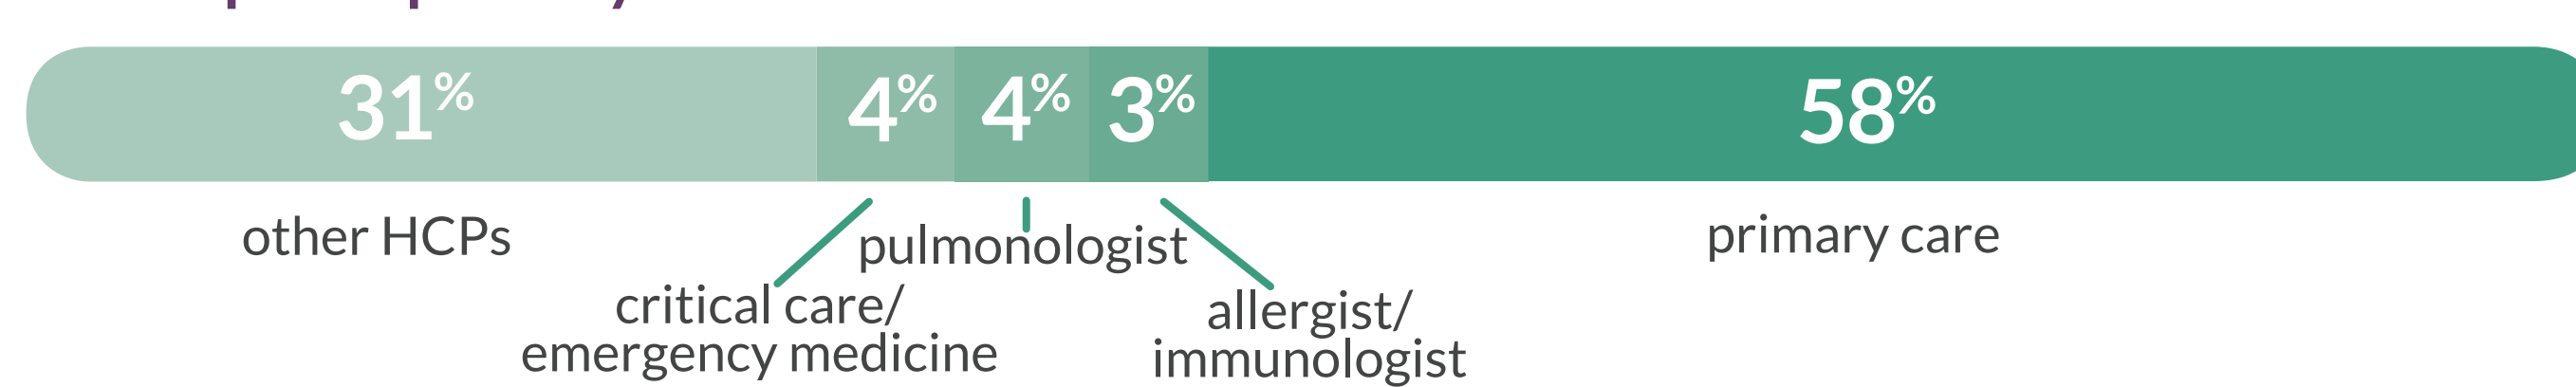 31% 4% 4% 3% 58%
other HCPs
pulmonologist
primary care
critical care/
emergency medicine
allergist/
immunologist